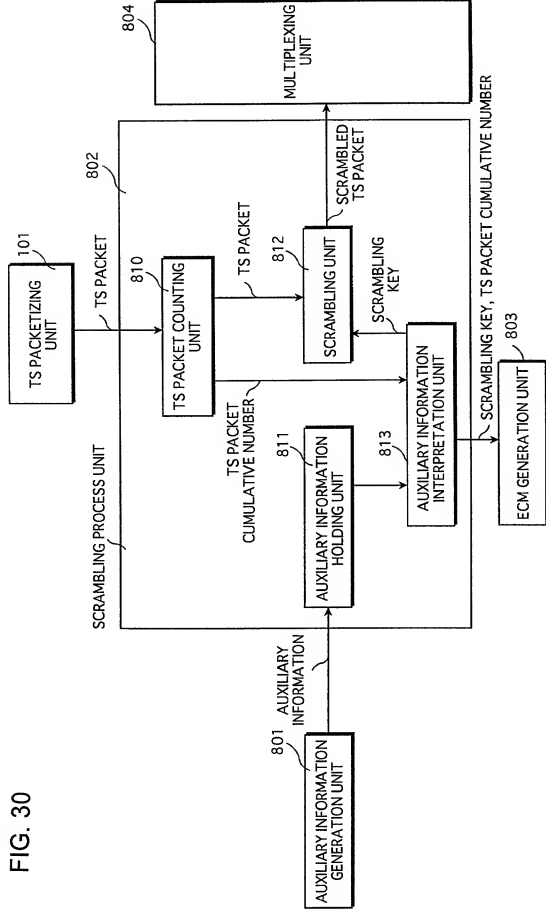 FIG. 30
SCRAMBLING PROCESS UNIT
802
TS PACKETIZING
UNIT
101
TS PACKET
TS PACKET COUNTING
UNIT
810
TS PACKET
TS PACKET
CUMULATIVE NUMBER
SCRAMBLING UNIT
812
SCRAMBLED
TS PACKET
MULTIPLEXING
UNIT
804
SCRAMBLING
KEY
AUXILIARY INFORMATION
GENERATION UNIT
801
AUXILIARY
INFORMATION
AUXILIARY INFORMATION
HOLDING UNIT
811
AUXILIARY INFORMATION
INTERPRETATION UNIT
813
SCRAMBLING KEY, TS PACKET CUMULATIVE NUMBER
ECM GENERATION UNIT
803